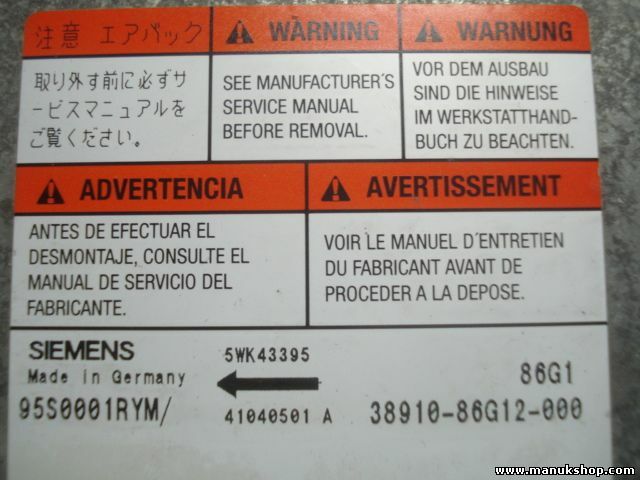 注意 エアバック
取り外す前に必ずサ
ービスマニュアルを
ご覧ください。
WARNING
SEE MANUFACTURER'S
SERVICE MANUAL
BEFORE REMOVAL.
WARNUNG
VOR DEM AUSBAU
SIND DIE HINWEISE
IM WERKSTATTHAND-
BUCH ZU BEACHTEN.
ADVERTENCIA
ANTES DE EFECTUAR EL
DESMONTAJE, CONSULTE EL
MANUAL DE SERVICIO DEL
FABRICANTE.
AVERTISSEMENT
VOIR LE MANUEL D'ENTRETIEN
DU FABRICANT AVANT DE
PROCEDER A LA DEPOSE.
SIEMENS 5WK43395
Made in Germany 86G1
95S0001RYM/ 41040501 A 38910-86G12-000
www.manukshop.com